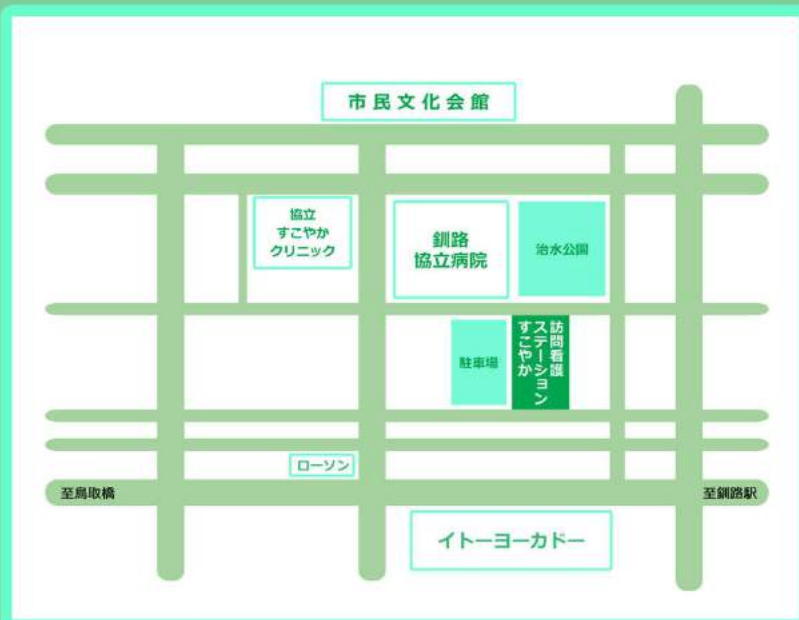 市民文化会館
協立
すこやか
クリニック
釧路
協立病院
治水公園
駐車場
訪問看護
ステーション
すこやか
ローソン
至鳥取橋
至釧路駅
イトーヨーカドー